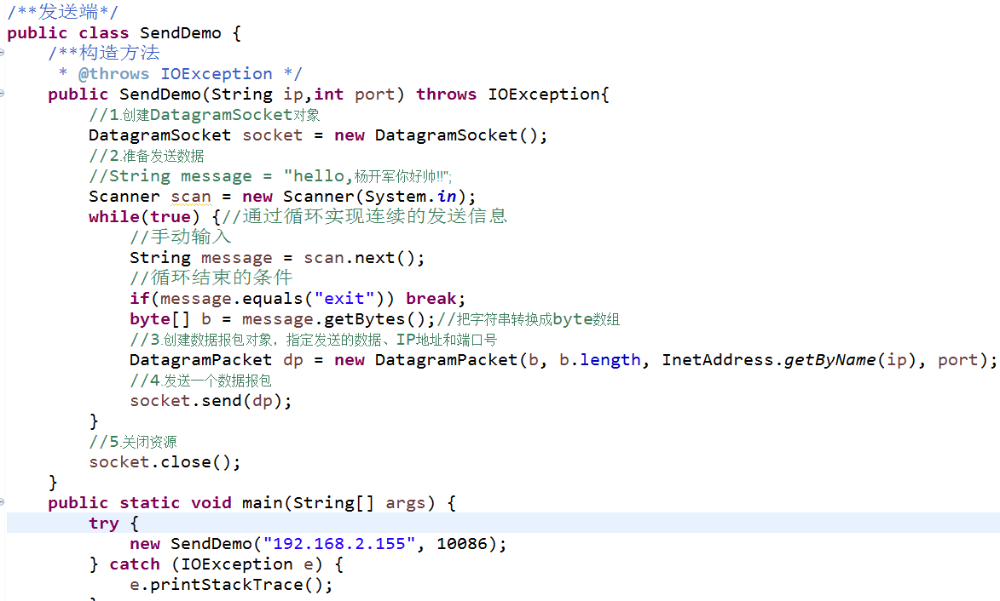 /**发送端*/
public class SendDemo {
/**构造方法
* @throws IOException */
public SendDemo(String ip,int port) throws IOException{
//1.创建DatagramSocket对象
DatagramSocket socket = new DatagramSocket();
//2.准备发送数据
//String message = "hello,杨开军你好帅!!";
Scanner scan = new Scanner(System.in);
while(true) {//通过循环实现连续的发送信息
//手动输入
String message = scan.next();
//循环结束的条件
if(message.equals("exit")) break;
byte[] b = message.getBytes();//把字符串转换成byte数组
//3.创建数据报包对象，指定发送的数据、IP地址和端口号
DatagramPacket dp = new DatagramPacket(b, b.length, InetAddress.getByName(ip), port);
//4.发送一个数据报包
socket.send(dp);
}
//5.关闭资源
socket.close();
}
public static void main(String[] args) {
try {
new SendDemo("192.168.2.155", 10086);
} catch (IOException e) {
e.printStackTrace();